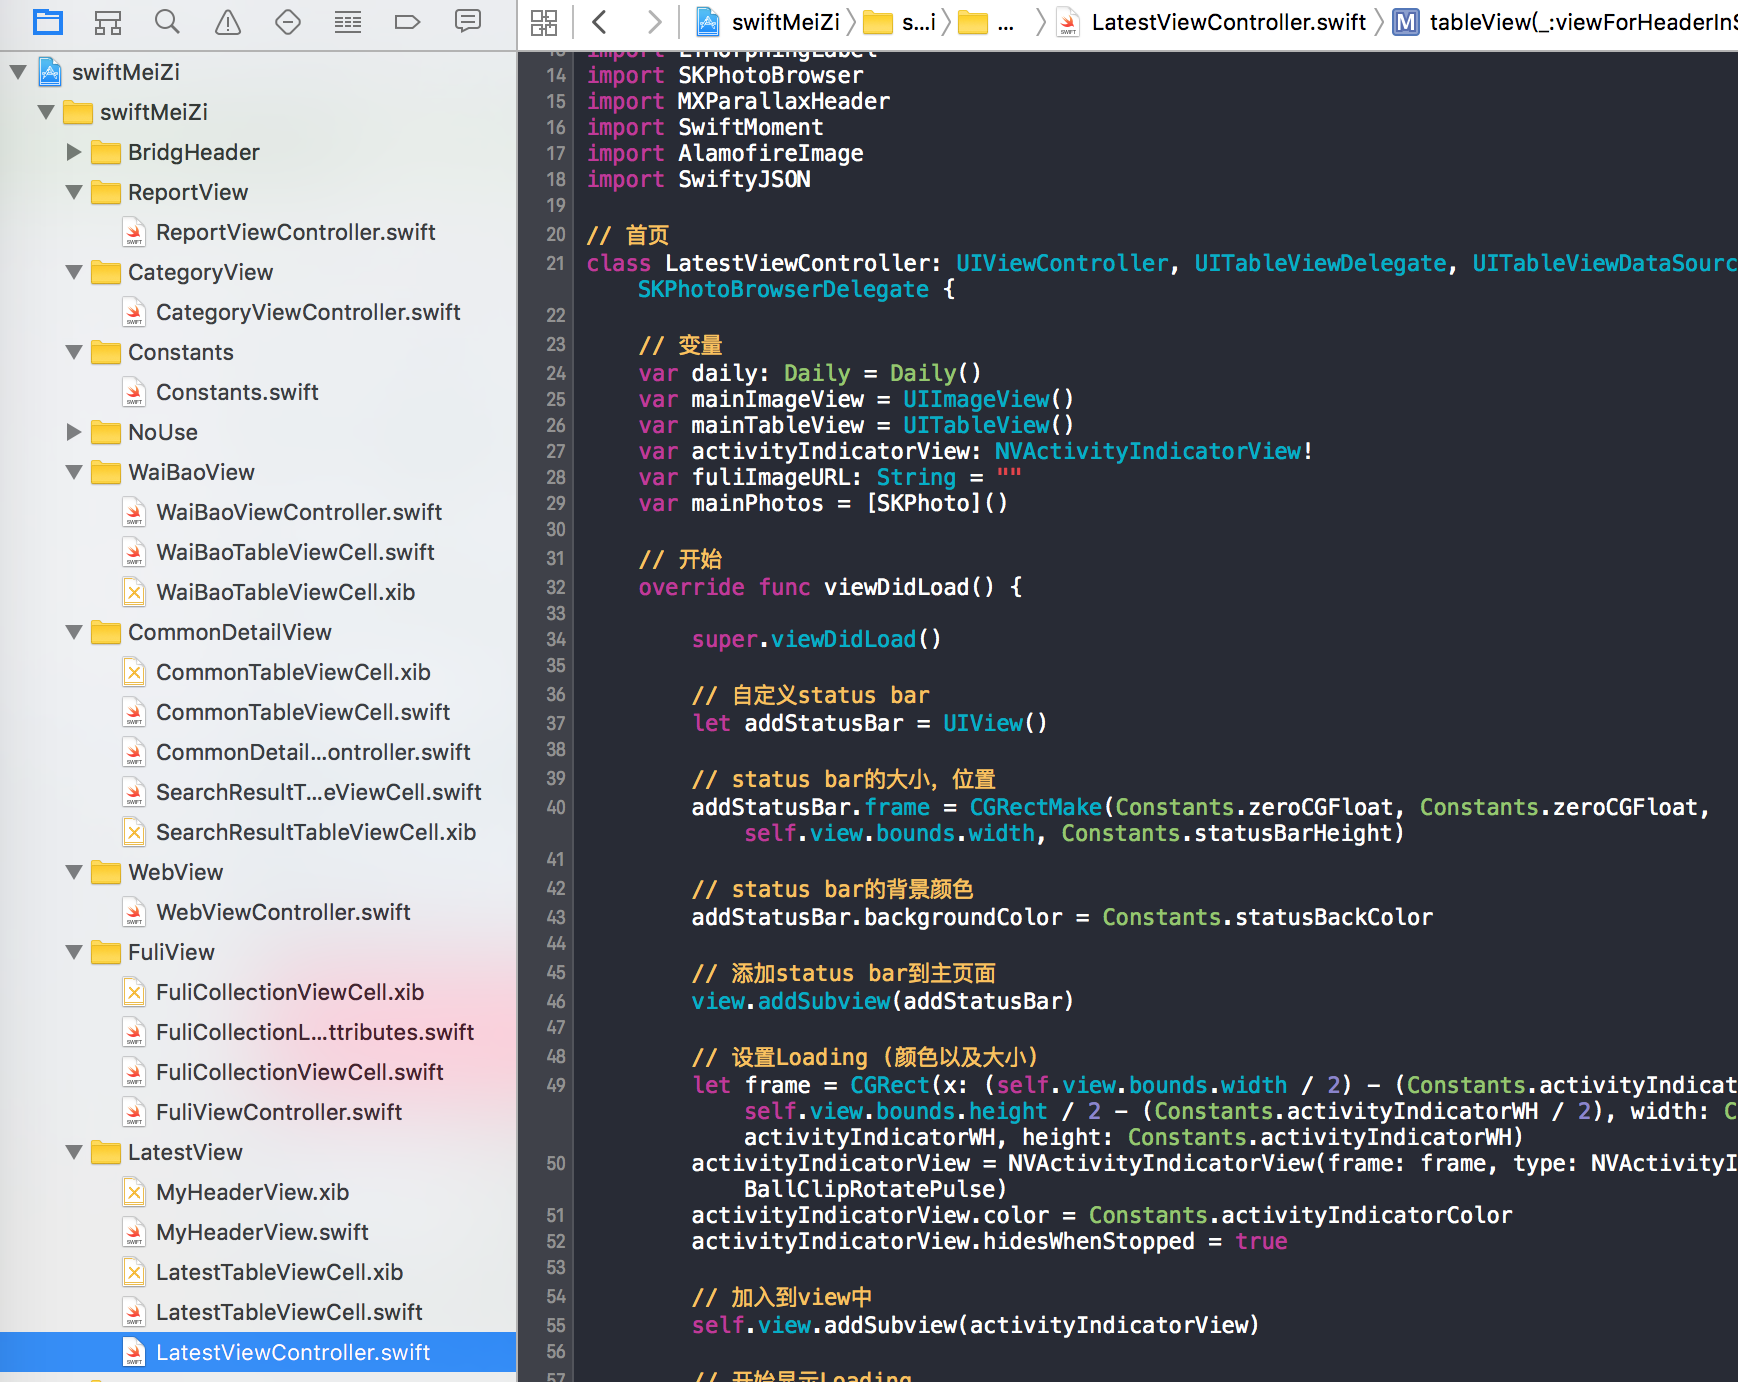 swiftMeiZi
swiftMeiZi
BridgHeader
ReportView
ReportViewController.swift
CategoryView
CategoryViewController.swift
Constants
Constants.swift
NoUse
WaiBaoView
WaiBaoViewController.swift
WaiBaoTableViewCell.swift
WaiBaoTableViewCell.xib
CommonDetailView
CommonTableViewCell.xib
CommonTableViewCell.swift
CommonDetail...ontroller.swift
SearchResultT...eViewCell.swift
SearchResultTableViewCell.xib
WebView
WebViewController.swift
FuliView
FuliCollectionViewCell.xib
FuliCollectionL...ttributes.swift
FuliCollectionViewCell.swift
FuliViewController.swift
LatestView
MyHeaderView.xib
MyHeaderView.swift
LatestTableViewCell.xib
LatestTableViewCell.swift
LatestViewController.swift
swiftMeiZi s...i ... LatestViewController.swift M tableView(_:viewForHeaderInS
13 import LTMorphingLabel
14 import SKPhotoBrowser
15 import MXParallaxHeader
16 import SwiftMoment
17 import AlamofireImage
18 import SwiftyJSON
19
20 // 首页
21 class LatestViewController: UIViewController, UITableViewDelegate, UITableViewDataSourc
SKPhotoBrowserDelegate {
22
23 // 变量
24 var daily: Daily = Daily()
25 var mainImageView = UIImageView()
26 var mainTableView = UITableView()
27 var activityIndicatorView: NVActivityIndicatorView!
28 var fuliImageURL: String = ""
29 var mainPhotos = [SKPhoto]()
30
31 // 开始
32 override func viewDidLoad() {
33
34 super.viewDidLoad()
35
36 // 自定义status bar
37 let addStatusBar = UIView()
38
39 // status bar的大小，位置
40 addStatusBar.frame = CGRectMake(Constants.zeroCGFloat, Constants.zeroCGFloat,
self.view.bounds.width, Constants.statusBarHeight)
41
42 // status bar的背景颜色
43 addStatusBar.backgroundColor = Constants.statusBackColor
44
45 // 添加status bar到主页面
46 view.addSubview(addStatusBar)
47
48 // 设置Loading（颜色以及大小）
49 let frame = CGRect(x: (self.view.bounds.width / 2) - (Constants.activityIndicat
self.view.bounds.height / 2 - (Constants.activityIndicatorWH / 2), width: C
activityIndicatorWH, height: Constants.activityIndicatorWH)
50 activityIndicatorView = NVActivityIndicatorView(frame: frame, type: NVActivityI
BallClipRotatePulse)
51 activityIndicatorView.color = Constants.activityIndicatorColor
52 activityIndicatorView.hidesWhenStopped = true
53
54 // 加入到view中
55 self.view.addSubview(activityIndicatorView)
56
57 // 开始显示Loading